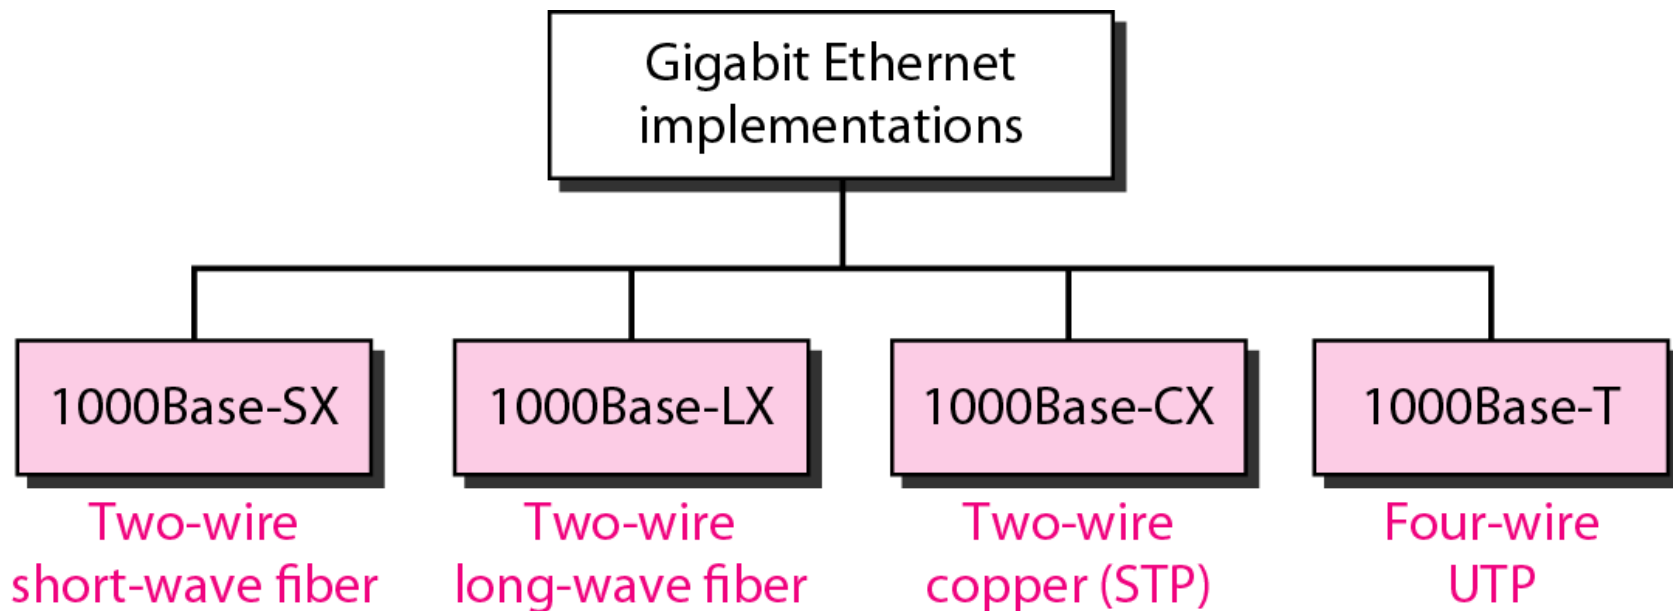 Gigabit Ethernet
implementations
1000Base-SX
1000Base-LX
1000Base-CX
1000Base-T
Two-wire
short-wave fiber
Two-wire
long-wave fiber
Two-wire
copper (STP)
Four-wire
UTP